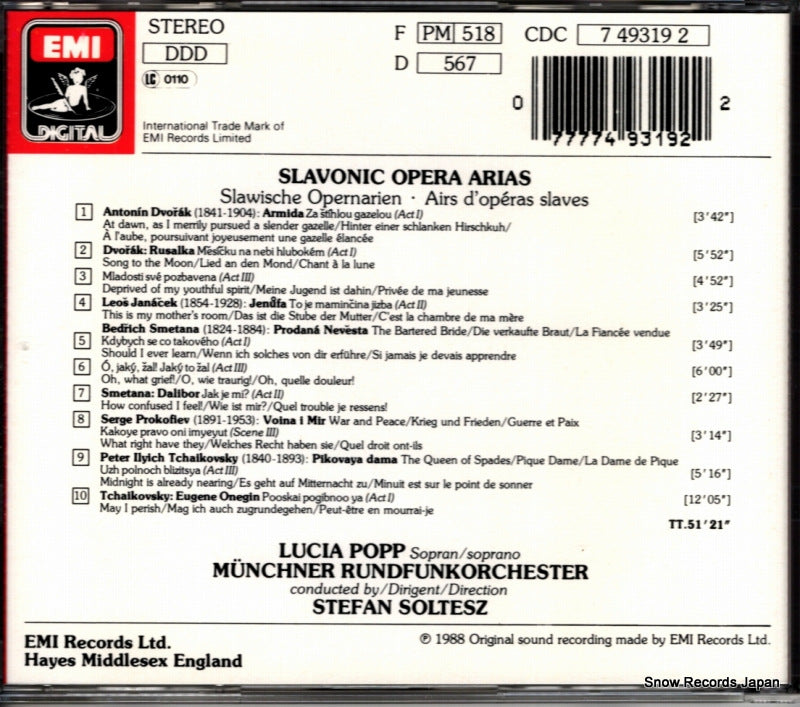 EMI
DIGITAL
STEREO
DDD
LC 0110
International Trade Mark of
EMI Records Limited
F PM 518 CDC 7 49319 2
D 567
0 77774 93192 2
SLAVONIC OPERA ARIAS
Slawische Opernarien · Airs d'opéras slaves
1 Antonín Dvořák (1841-1904): Armida Za štíhlou gazelou (Act I) [3'42"]
At dawn, as I merrily pursued a slender gazelle/Hinter einer schlanken Hirschkuh/
À l'aube, poursuivant joyeusement une gazelle élancée
2 Dvořák: Rusalka Měsíčku na nebi hlubokém (Act I) [5'52"]
Song to the Moon/Lied an den Mond/Chant à la lune
3 Mladosti své pozbavena (Act III) [4'52"]
Deprived of my youthful spirit/Meine Jugend ist dahin/Privée de ma jeunesse
4 Leoš Janáček (1854-1928): Jenůfa To je maminčina jizba (Act II) [3'25"]
This is my mother's room/Das ist die Stube der Mutter/C'est la chambre de ma mère
Bedřich Smetana (1824-1884): Prodaná Nevěsta The Bartered Bride/Die verkaufte Braut/La Fiancée vendue
5 Kdybych se co takového (Act I) [3'49"]
Should I ever learn/Wenn ich solches von dir erführe/Si jamais je devais apprendre
6 Ó, jaký, žal! Jaký to žal (Act III) [6'00"]
Oh, what grief!/O, wie traurig!/Oh, quelle douleur!
7 Smetana: Dalibor Jak je mi? (Act II) [2'27"]
How confused I feel!/Wie ist mir?/Quel trouble je ressens!
8 Serge Prokofiev (1891-1953): Voina i Mir War and Peace/Krieg und Frieden/Guerre et Paix
Kakoye pravo oni imyeyut (Scene III) [3'14"]
What right have they/Welches Recht haben sie/Quel droit ont-ils
9 Peter Ilyich Tchaikovsky (1840-1893): Pikovaya dama The Queen of Spades/Pique Dame/La Dame de Pique
Uzh polnoch blizitsya (Act III) [5'16"]
Midnight is already nearing/Es geht auf Mitternacht zu/Minuit est sur le point de sonner
10 Tchaikovsky: Eugene Onegin Pooskai pogibnoo ya (Act I) [12'05"]
May I perish/Mag ich auch zugrundegehen/Peut-être en mourrai-je
TT.51'21"
LUCIA POPP Sopran/soprano
MÜNCHNER RUNDFUNKORCHESTER
conducted by/Dirigent/Direction
STEFAN SOLTESZ
EMI Records Ltd.
Hayes Middlesex England
℗ 1988 Original sound recording made by EMI Records Ltd.
Snow Records Japan